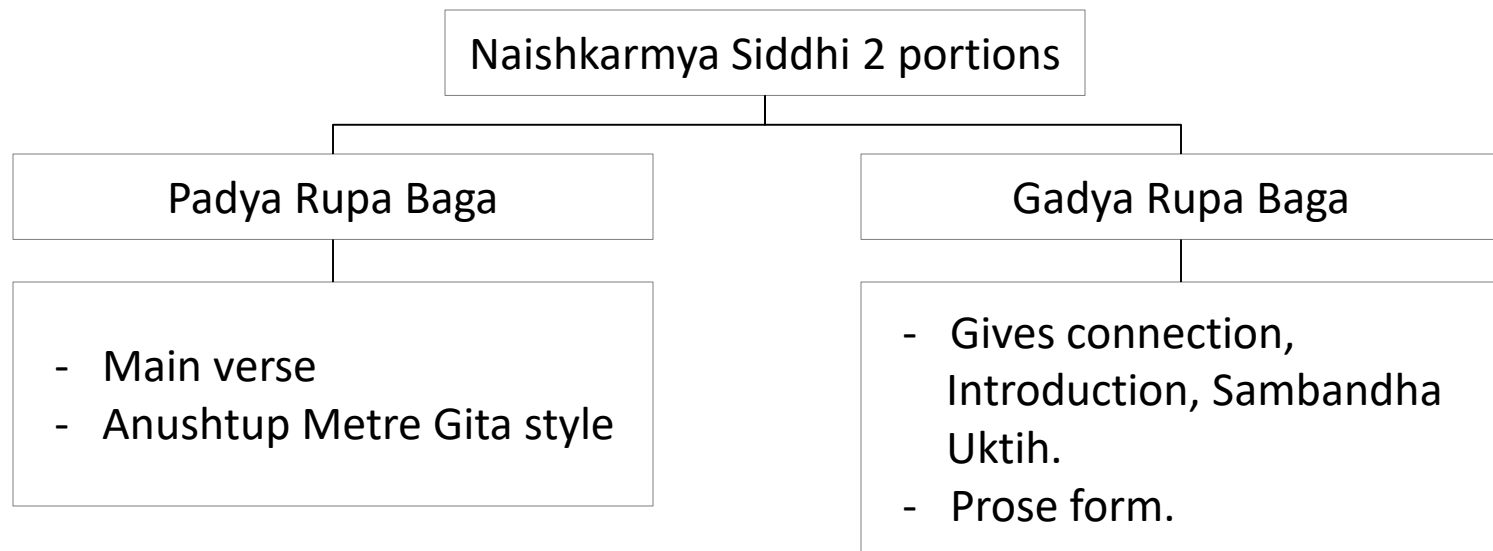 Naishkarmya Siddhi 2 portions
Padya Rupa Baga
Gadya Rupa Baga
- Main verse
- Anushtup Metre Gita style
- Gives connection,
Introduction, Sambandha
Uktih.
- Prose form.